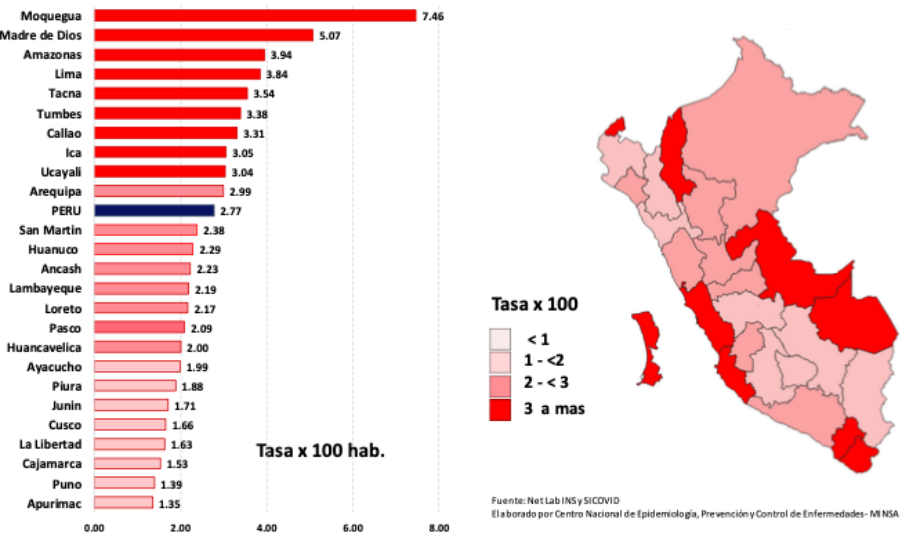 Moquegua 7.46
Madre de Dios 5.07
Amazonas 3.94
Lima 3.84
Tacna 3.54
Tumbes 3.38
Callao 3.31
Ica 3.05
Ucayali 3.04
Arequipa 2.99
PERU 2.77
San Martin 2.38
Huanuco 2.29
Ancash 2.23
Lambayeque 2.19
Loreto 2.17
Pasco 2.09
Huancavelica 2.00
Ayacucho 1.99
Piura 1.88
Junin 1.71
Cusco 1.66
La Libertad 1.63
Cajamarca 1.53
Puno 1.39
Apurimac 1.35
0.00 2.00 4.00 6.00 8.00
Tasa x 100 hab.
Tasa x 100
< 1
1 - <2
2 - < 3
3 a mas
Fuente: Net Lab INS y SICOVID
Elaborado por Centro Nacional de Epidemiología, Prevención y Control de Enfermedades- MINSA